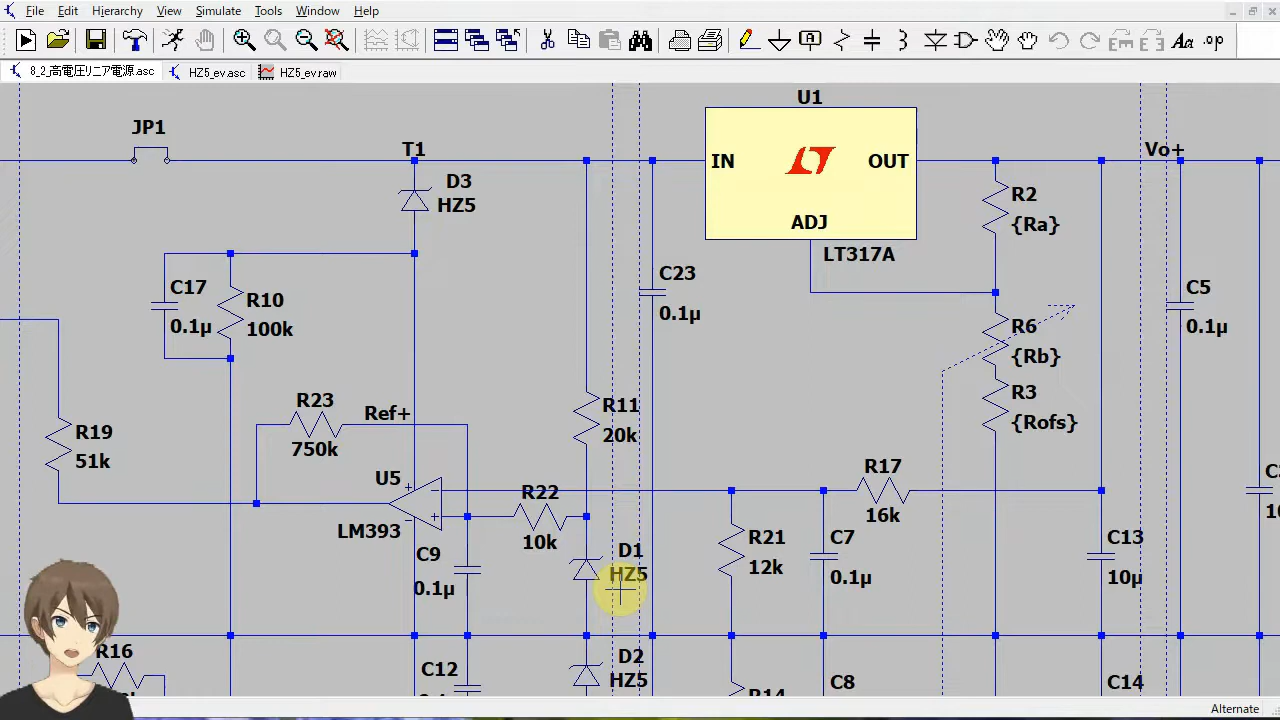 File Edit Hierarchy View Simulate Tools Window Help
8_2_高電圧リニア電源.asc HZ5_ev.asc HZ5_ev.raw
U1
JP1
T1
Vo+
IN
OUT
ADJ
LT317A
D3
HZ5
R2
{Ra}
C17
0.1µ
R10
100k
C23
0.1µ
R6
{Rb}
C5
0.1µ
R3
{Rofs}
R23
750k
Ref+
R11
20k
R19
51k
U5
LM393
R22
10k
R17
16k
C9
0.1µ
D1
HZ5
R21
12k
C7
0.1µ
C13
10µ
R16
C12
D2
HZ5
C8
C14
Alternate